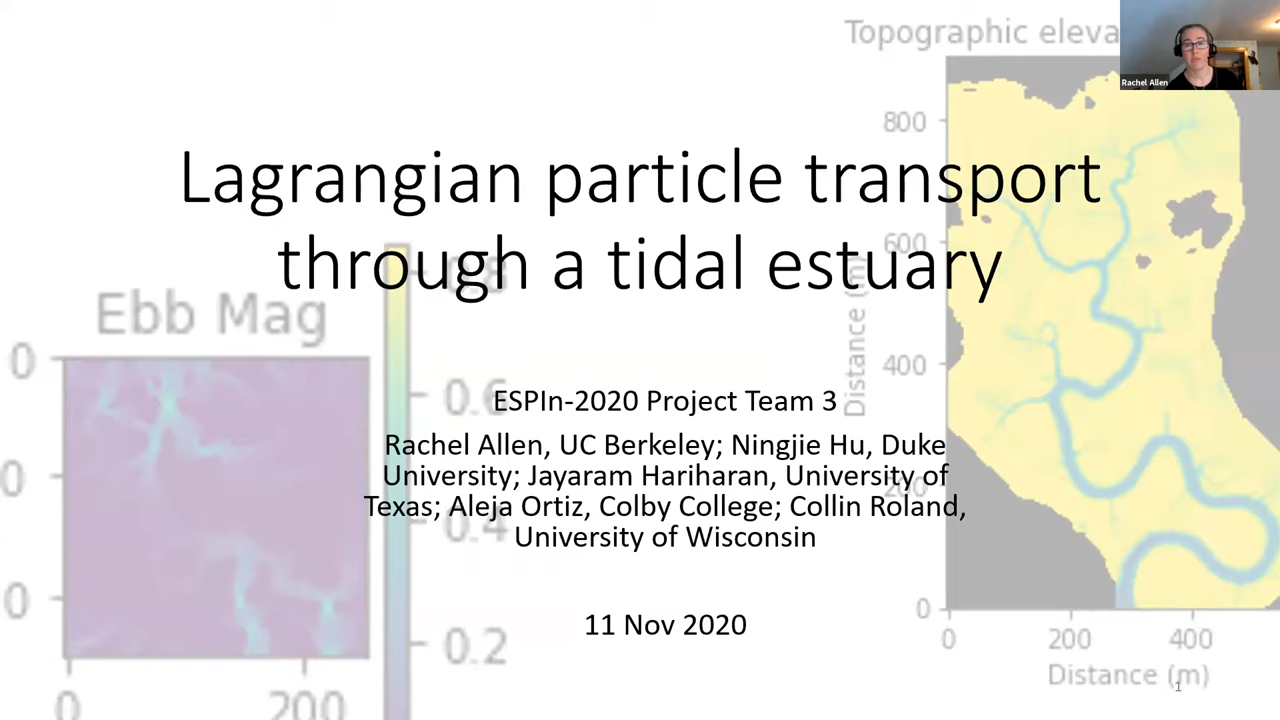 Topographic eleva
Rachel Allen
800
Lagrangian particle transport
through a tidal estuary
600
Distance (m)
0.8
Ebb Mag
0
400
0.6
ESPIn-2020 Project Team 3
Rachel Allen, UC Berkeley; Ningjie Hu, Duke
University; Jayaram Hariharan, University of
Texas; Aleja Ortiz, Colby College; Collin Roland,
University of Wisconsin
0
200
0.4
0
0
11 Nov 2020
0.2
0 200 400
Distance (m)
1
0 200